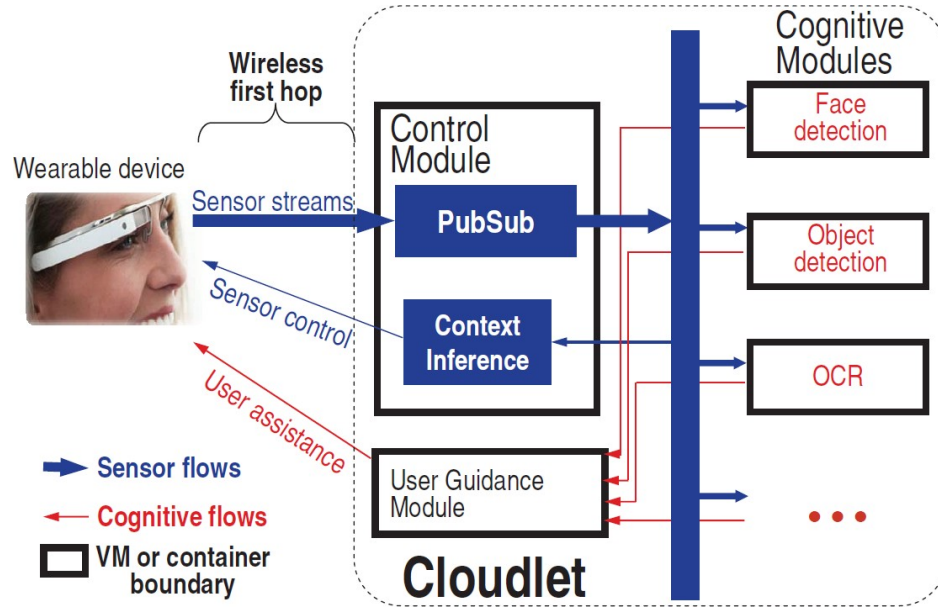 Wireless
first hop
Wearable device
Sensor streams
Sensor control
User assistance
Control
Module
PubSub
Context
Inference
User Guidance
Module
Cloudlet
Cognitive
Modules
Face
detection
Object
detection
OCR
Sensor flows
Cognitive flows
VM or container
boundary